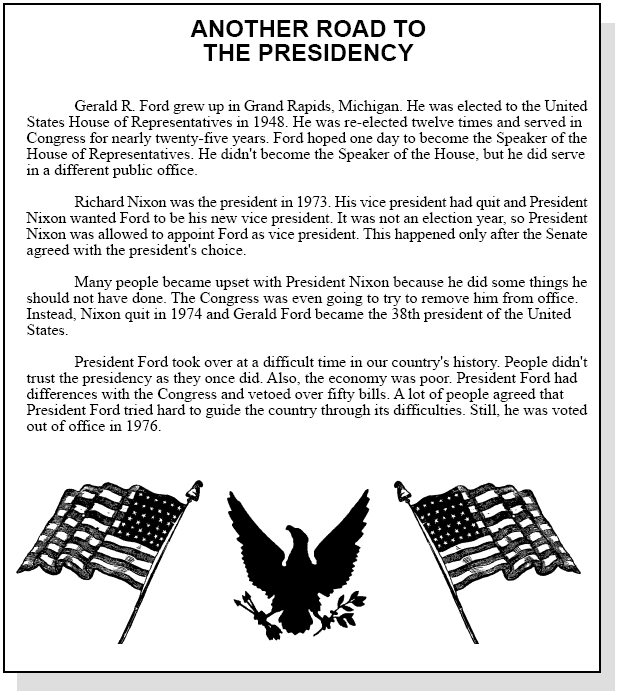 ANOTHER ROAD TO
THE PRESIDENCY
Gerald R. Ford grew up in Grand Rapids, Michigan. He was elected to the United
States House of Representatives in 1948. He was re-elected twelve times and served in
Congress for nearly twenty-five years. Ford hoped one day to become the Speaker of the
House of Representatives. He didn't become the Speaker of the House, but he did serve
in a different public office.
Richard Nixon was the president in 1973. His vice president had quit and President
Nixon wanted Ford to be his new vice president. It was not an election year, so President
Nixon was allowed to appoint Ford as vice president. This happened only after the Senate
agreed with the president's choice.
Many people became upset with President Nixon because he did some things he
should not have done. The Congress was even going to try to remove him from office.
Instead, Nixon quit in 1974 and Gerald Ford became the 38th president of the United
States.
President Ford took over at a difficult time in our country's history. People didn't
trust the presidency as they once did. Also, the economy was poor. President Ford had
differences with the Congress and vetoed over fifty bills. A lot of people agreed that
President Ford tried hard to guide the country through its difficulties. Still, he was voted
out of office in 1976.